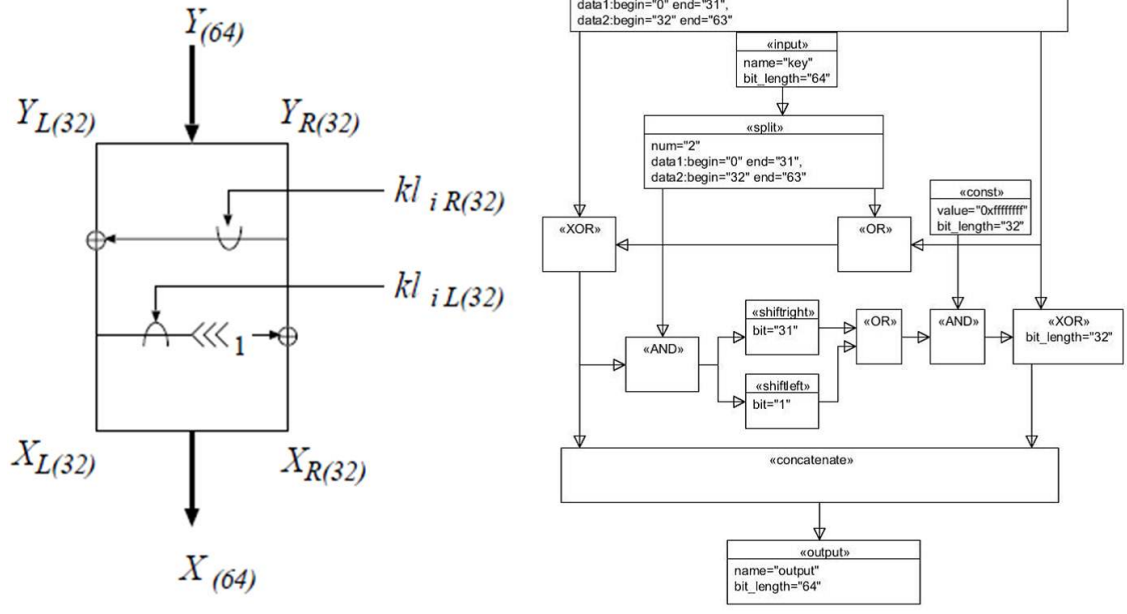 Y(64)
YL(32)
YR(32)
kl i R(32)
kl i L(32)
<<< 1
XL(32)
XR(32)
X (64)
data1:begin="0" end="31",
data2:begin="32" end="63"
«input»
name="key"
bit_length="64"
«split»
num="2"
data1:begin="0" end="31",
data2:begin="32" end="63"
«const»
value="0xffffffff"
bit_length="32"
«XOR»
«OR»
«shiftright»
bit="31"
«OR»
«AND»
«XOR»
bit_length="32"
«AND»
«shiftleft»
bit="1"
«concatenate»
«output»
name="output"
bit_length="64"